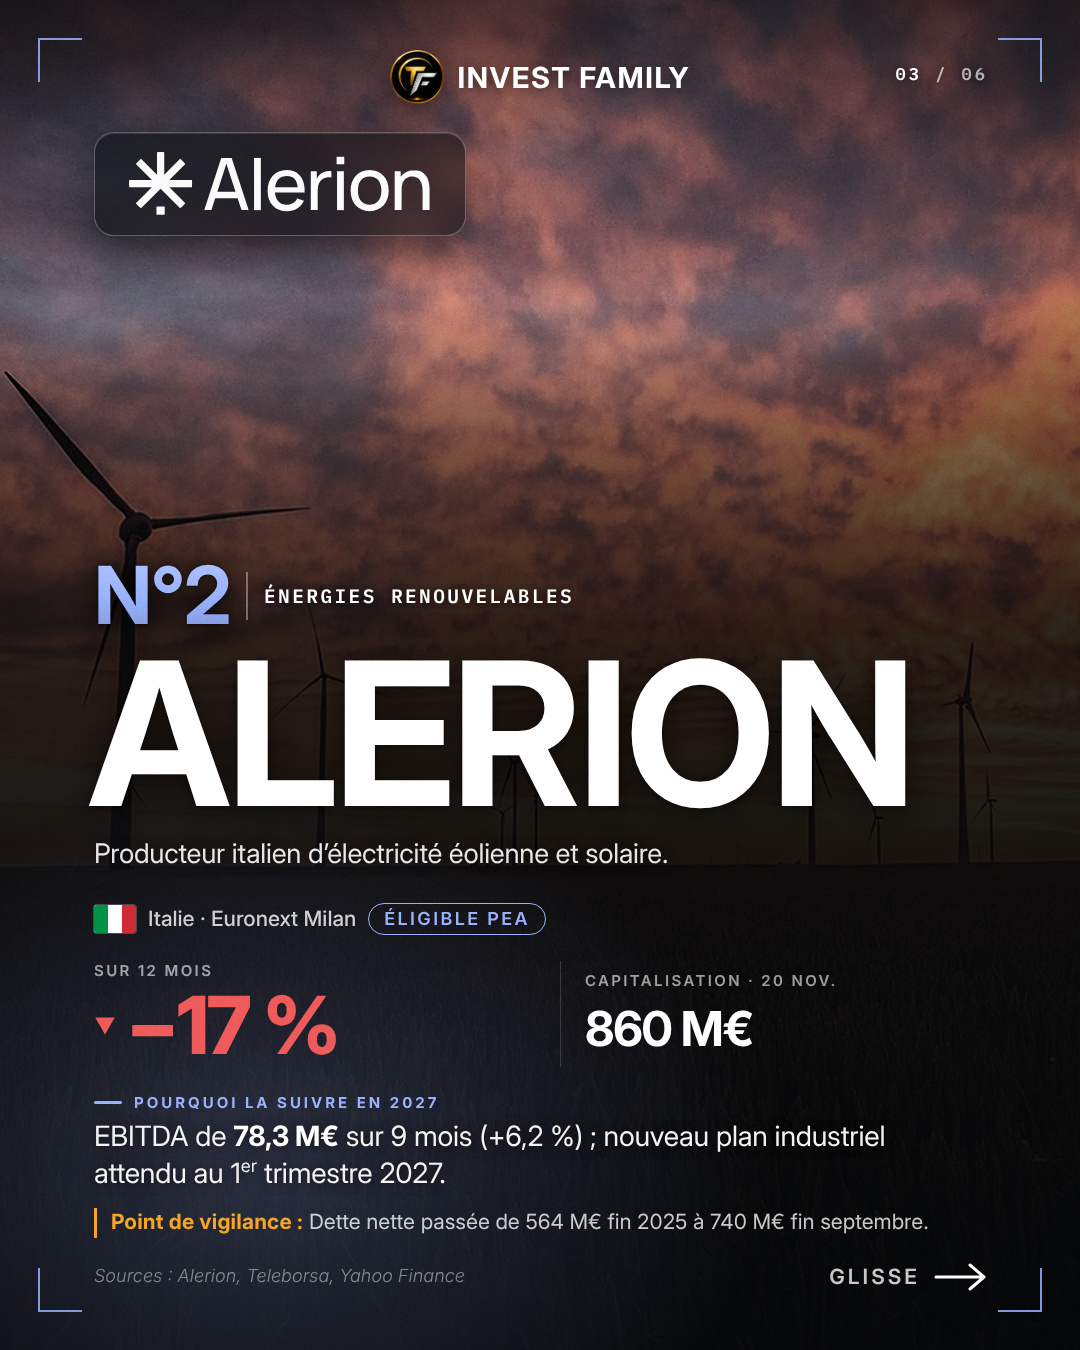 INVEST FAMILY
03 / 06
Alerion
N°2
ÉNERGIES RENOUVELABLES
ALERION
Producteur italien d’électricité éolienne et solaire.
Italie · Euronext Milan
ÉLIGIBLE PEA
SUR 12 MOIS
▼ –17 %
CAPITALISATION · 20 NOV.
860 M€
POURQUOI LA SUIVRE EN 2027
EBITDA de 78,3 M€ sur 9 mois (+6,2 %) ; nouveau plan industriel
attendu au 1er trimestre 2027.
Point de vigilance : Dette nette passée de 564 M€ fin 2025 à 740 M€ fin septembre.
Sources : Alerion, Teleborsa, Yahoo Finance
GLISSE →